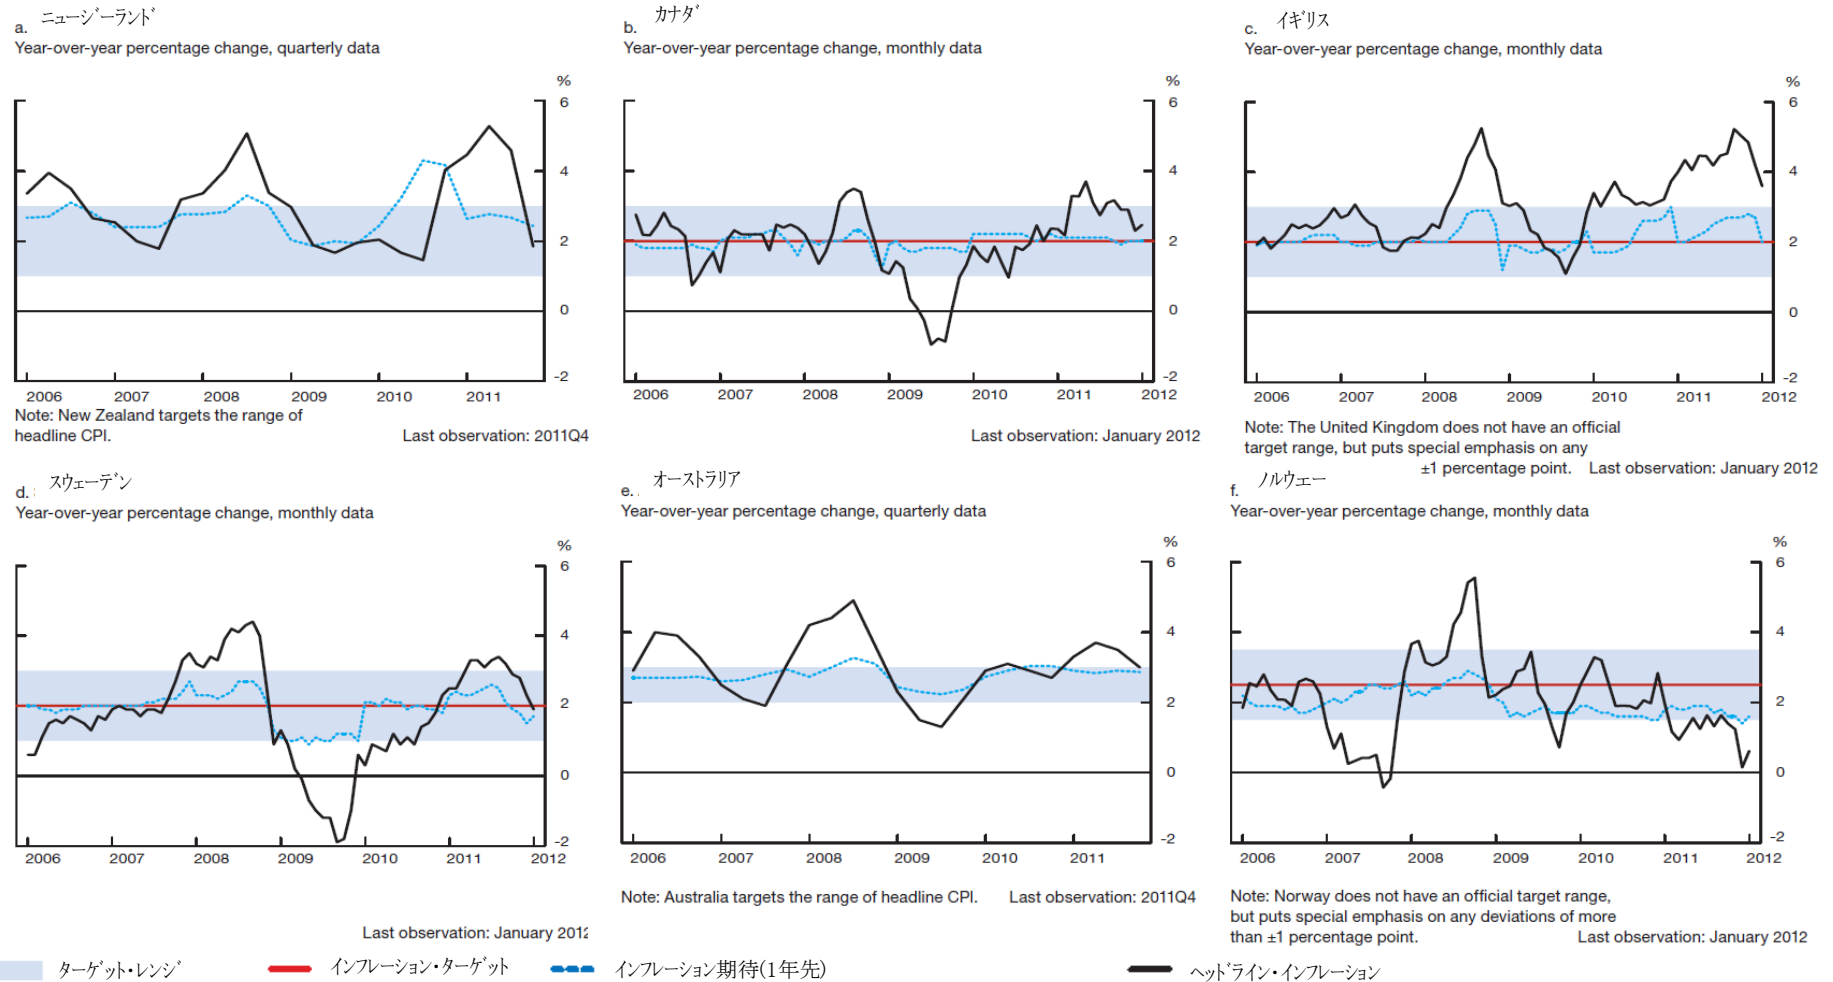 a. ニュージーランド
Year-over-year percentage change, quarterly data
%
6
4
2
0
-2
2006 2007 2008 2009 2010 2011
Note: New Zealand targets the range of
headline CPI. Last observation: 2011Q4
b. カナダ
Year-over-year percentage change, monthly data
%
6
4
2
0
-2
2006 2007 2008 2009 2010 2011 2012
Last observation: January 2012
c. イギリス
Year-over-year percentage change, monthly data
%
6
4
2
0
-2
2006 2007 2008 2009 2010 2011 2012
Note: The United Kingdom does not have an official
target range, but puts special emphasis on any
±1 percentage point. Last observation: January 2012
d. スウェーデン
Year-over-year percentage change, monthly data
%
6
4
2
0
-2
2006 2007 2008 2009 2010 2011 2012
Last observation: January 2012
e. オーストラリア
Year-over-year percentage change, quarterly data
%
6
4
2
0
-2
2006 2007 2008 2009 2010 2011
Note: Australia targets the range of headline CPI. Last observation: 2011Q4
f. ノルウェー
Year-over-year percentage change, monthly data
%
6
4
2
0
-2
2006 2007 2008 2009 2010 2011 2012
Note: Norway does not have an official target range,
but puts special emphasis on any deviations of more
than ±1 percentage point. Last observation: January 2012
ターゲット・レンジ インフレーション・ターゲット インフレーション期待(1年先) ヘッドライン・インフレーション